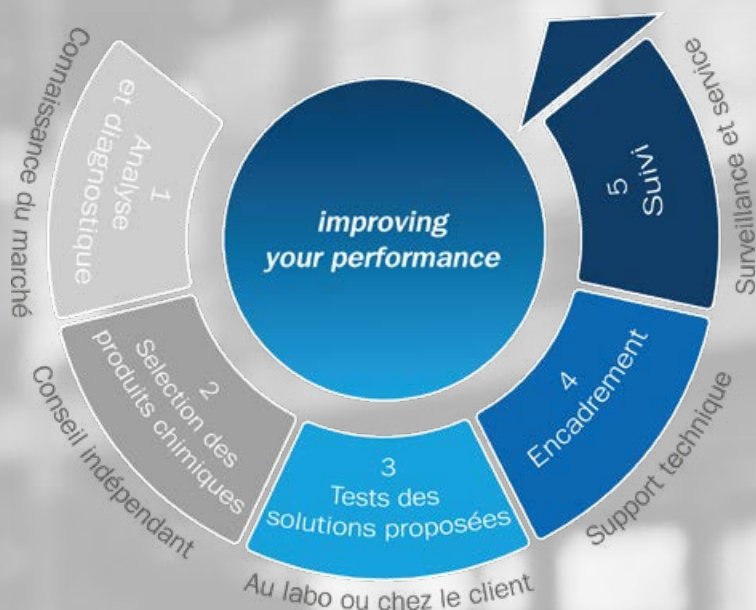 improving
your performance
Connaissance du marché
1
Analyse
et diagnostique
Conseil indépendant
2
Selection des
produits chimiques
3
Tests des
solutions proposées
Au labo ou chez le client
4
Encadrement
Support technique
5
Suivi
Surveillance et service